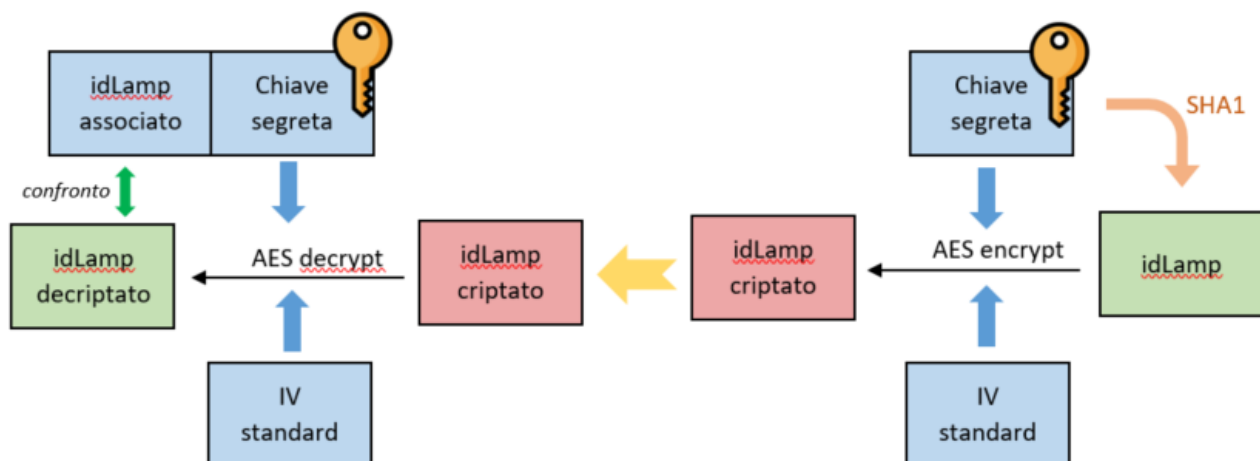 idLamp
associato
Chiave
segreta
Chiave
segreta
SHA1
confronto
idLamp
decriptato
AES decrypt
idLamp
criptato
idLamp
criptato
AES encrypt
idLamp
IV
standard
IV
standard